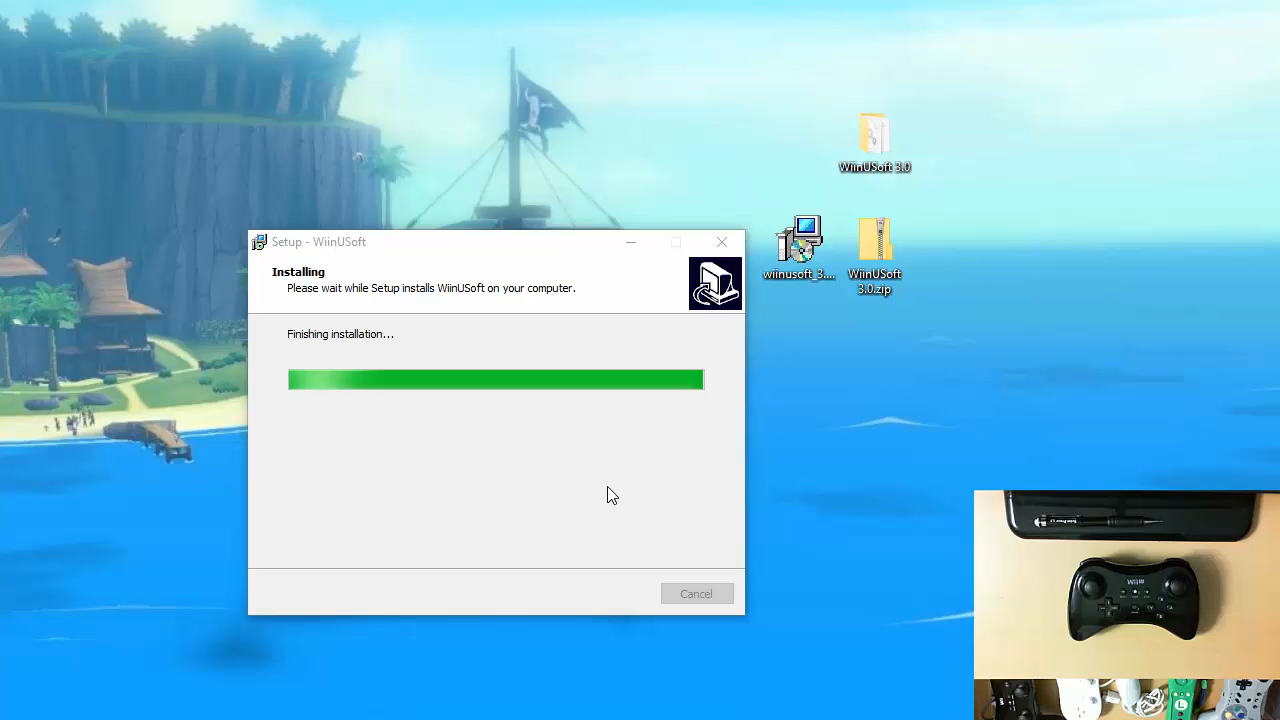 WiinUSoft 3.0
wiinusoft_3....
WiinUSoft
3.0.zip
Setup - WiinUSoft
Installing
Please wait while Setup installs WiinUSoft on your computer.
Finishing installation...
Cancel
Wii U
L